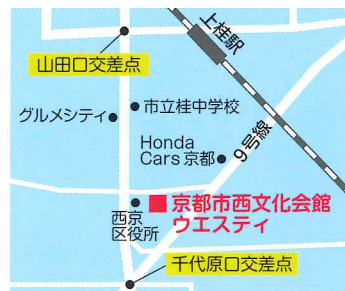 上桂駅
山田口交差点
グルメシティ
市立桂中学校
Honda
Cars 京都
9号線
京都市西文化会館
ウエスティ
西京
区役所
千代原口交差点